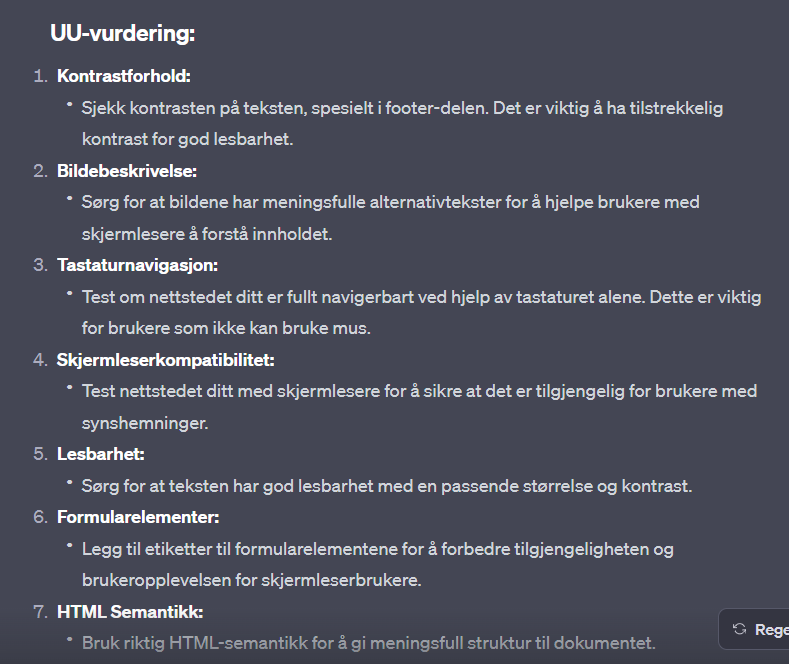 UU-vurdering:
1. Kontrastforhold:
• Sjekk kontrasten på teksten, spesielt i footer-delen. Det er viktig å ha tilstrekkelig
kontrast for god lesbarhet.
2. Bildebeskrivelse:
• Sørg for at bildene har meningsfulle alternativtekster for å hjelpe brukere med
skjermlesere å forstå innholdet.
3. Tastaturnavigasjon:
• Test om nettstedet ditt er fullt navigerbart ved hjelp av tastaturet alene. Dette er viktig
for brukere som ikke kan bruke mus.
4. Skjermleserkompatibilitet:
• Test nettstedet ditt med skjermlesere for å sikre at det er tilgjengelig for brukere med
synshemninger.
5. Lesbarhet:
• Sørg for at teksten har god lesbarhet med en passende størrelse og kontrast.
6. Formularelementer:
• Legg til etiketter til formularelementene for å forbedre tilgjengeligheten og
brukeropplevelsen for skjermleserbrukere.
7. HTML Semantikk:
• Bruk riktig HTML-semantikk for å gi meningsfull struktur til dokumentet.
Rege